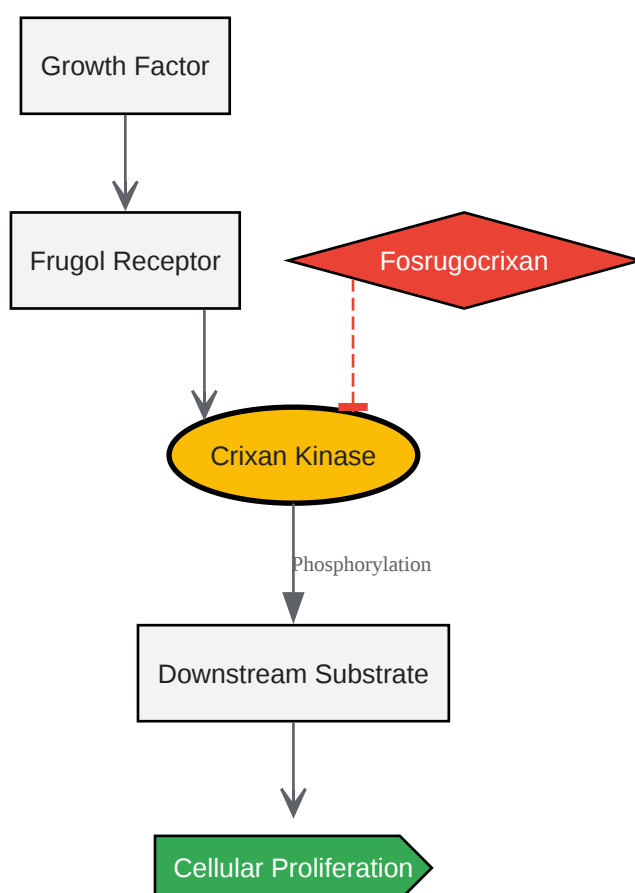 Growth Factor
Frugol Receptor
Fosrugocrixan
Crixan Kinase
Phosphorylation
Downstream Substrate
Cellular Proliferation